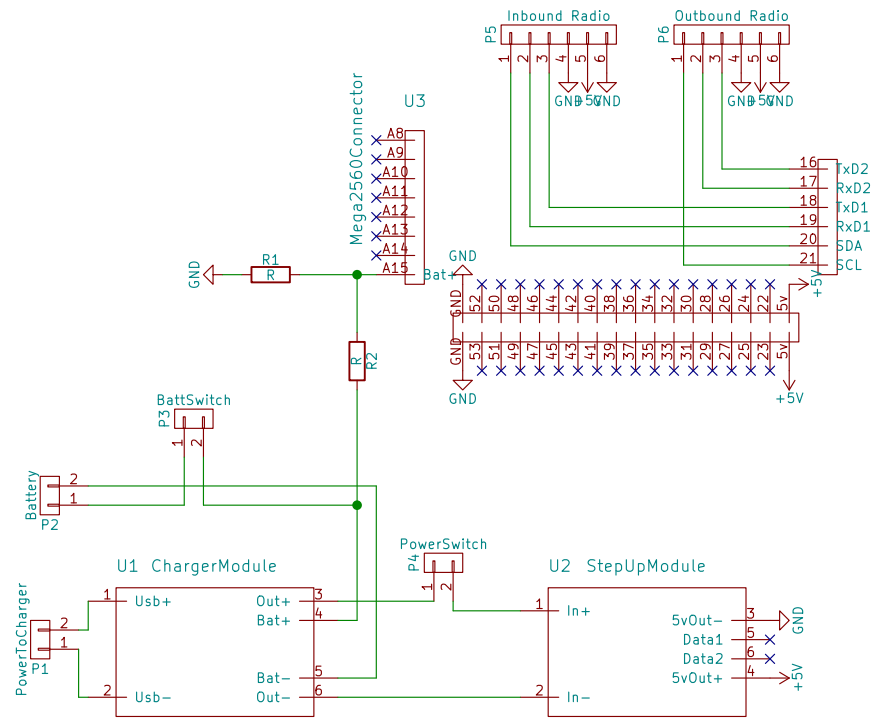 Inbound Radio
Outbound Radio
P5
1
2
3
4
5
6
GND
+5V
GND
P6
1
2
3
4
5
6
GND
+5V
GND
U3
Mega2560Connector
A8
A9
A10
A11
A12
A13
A14
A15
Bat+
16 TxD2
17 RxD2
18 TxD1
19 RxD1
20 SDA
21 SCL
GND
R1
R
R
R2
GND
GND
52
50
48
46
44
42
40
38
36
34
32
30
28
26
24
22
5v
+5V
GND
53
51
49
47
45
43
41
39
37
35
33
31
29
27
25
23
5v
GND
+5V
BattSwitch
P3
1
2
Battery
2
1
P2
U1 ChargerModule
1 Usb+
2 Usb-
Out+ 3
Bat+ 4
Bat- 5
Out- 6
PowerToCharger
2
1
P1
PowerSwitch
P4
1
2
U2 StepUpModule
1 In+
2 In-
5vOut- 3
Data1 5
Data2 6
5vOut+ 4
GND
+5V